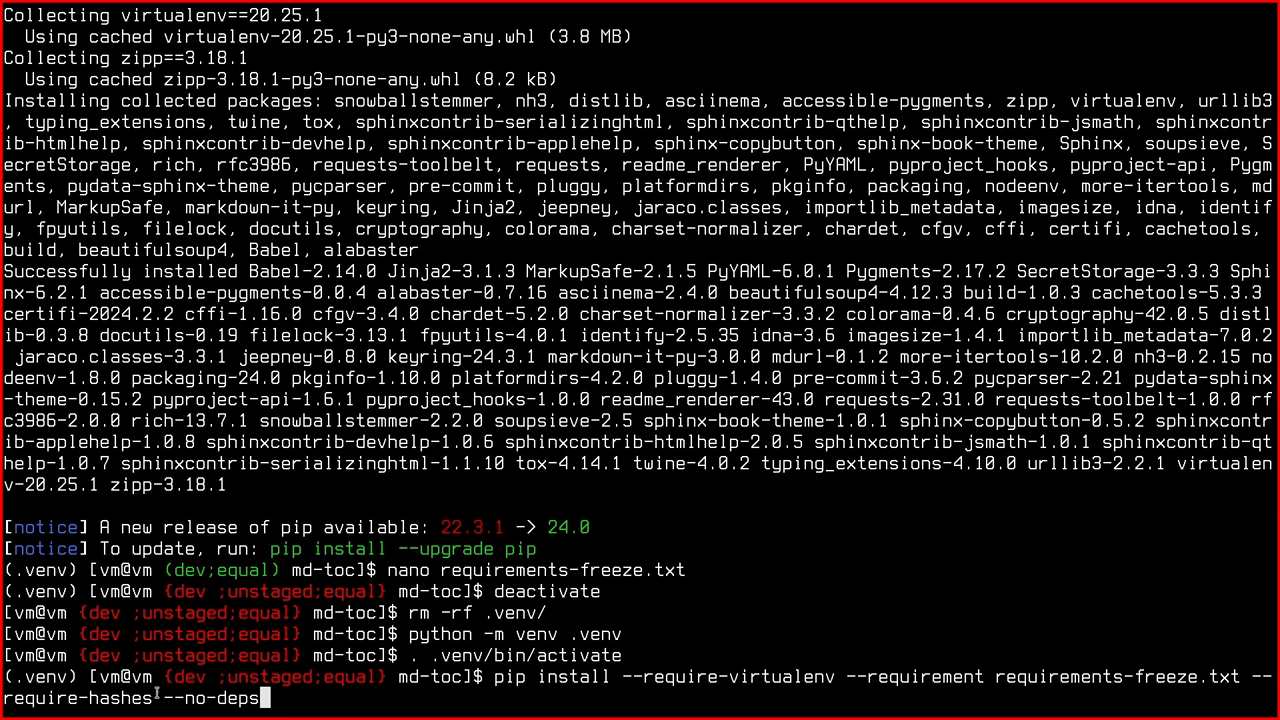 Collecting virtualenv==20.25.1
  Using cached virtualenv-20.25.1-py3-none-any.whl (3.8 MB)
Collecting zipp==3.18.1
  Using cached zipp-3.18.1-py3-none-any.whl (8.2 kB)
Installing collected packages: snowballstemmer, nh3, distlib, asciinema, accessible-pygments, zipp, virtualenv, urllib3
, typing_extensions, twine, tox, sphinxcontrib-serializinghtml, sphinxcontrib-qthelp, sphinxcontrib-jsmath, sphinxcontr
ib-htmlhelp, sphinxcontrib-devhelp, sphinxcontrib-applehelp, sphinx-copybutton, sphinx-book-theme, Sphinx, soupsieve, S
ecretStorage, rich, rfc3986, requests-toolbelt, requests, readme_renderer, PyYAML, pyproject_hooks, pyproject-api, Pygm
ents, pydata-sphinx-theme, pycparser, pre-commit, pluggy, platformdirs, pkginfo, packaging, nodeenv, more-itertools, md
url, MarkupSafe, markdown-it-py, keyring, Jinja2, jeepney, jaraco.classes, importlib_metadata, imagesize, idna, identif
y, fpyutils, filelock, docutils, cryptography, colorama, charset-normalizer, chardet, cfgv, cffi, certifi, cachetools,
build, beautifulsoup4, Babel, alabaster
Successfully installed Babel-2.14.0 Jinja2-3.1.3 MarkupSafe-2.1.5 PyYAML-6.0.1 Pygments-2.17.2 SecretStorage-3.3.3 Sphi
nx-6.2.1 accessible-pygments-0.0.4 alabaster-0.7.16 asciinema-2.4.0 beautifulsoup4-4.12.3 build-1.0.3 cachetools-5.3.3
certifi-2024.2.2 cffi-1.16.0 cfgv-3.4.0 chardet-5.2.0 charset-normalizer-3.3.2 colorama-0.4.6 cryptography-42.0.5 distl
ib-0.3.8 docutils-0.19 filelock-3.13.1 fpyutils-4.0.1 identify-2.5.35 idna-3.6 imagesize-1.4.1 importlib_metadata-7.0.2
 jaraco.classes-3.3.1 jeepney-0.8.0 keyring-24.3.1 markdown-it-py-3.0.0 mdurl-0.1.2 more-itertools-10.2.0 nh3-0.2.15 no
deenv-1.8.0 packaging-24.0 pkginfo-1.10.0 platformdirs-4.2.0 pluggy-1.4.0 pre-commit-3.6.2 pycparser-2.21 pydata-sphinx
-theme-0.15.2 pyproject-api-1.6.1 pyproject_hooks-1.0.0 readme_renderer-43.0 requests-2.31.0 requests-toolbelt-1.0.0 rf
c3986-2.0.0 rich-13.7.1 snowballstemmer-2.2.0 soupsieve-2.5 sphinx-book-theme-1.0.1 sphinx-copybutton-0.5.2 sphinxcontr
ib-applehelp-1.0.8 sphinxcontrib-devhelp-1.0.6 sphinxcontrib-htmlhelp-2.0.5 sphinxcontrib-jsmath-1.0.1 sphinxcontrib-qt
help-1.0.7 sphinxcontrib-serializinghtml-1.1.10 tox-4.14.1 twine-4.0.2 typing_extensions-4.10.0 urllib3-2.2.1 virtualen
v-20.25.1 zipp-3.18.1
[notice] A new release of pip available: 22.3.1 -> 24.0
[notice] To update, run: pip install --upgrade pip
(.venv) [vm@vm (dev;equal) md-toc]$ nano requirements-freeze.txt
(.venv) [vm@vm {dev ;unstaged;equal} md-toc]$ deactivate
[vm@vm {dev ;unstaged;equal} md-toc]$ rm -rf .venv/
[vm@vm {dev ;unstaged;equal} md-toc]$ python -m venv .venv
[vm@vm {dev ;unstaged;equal} md-toc]$ . .venv/bin/activate
(.venv) [vm@vm {dev ;unstaged;equal} md-toc]$ pip install --require-virtualenv --requirement requirements-freeze.txt --
require-hashes --no-deps